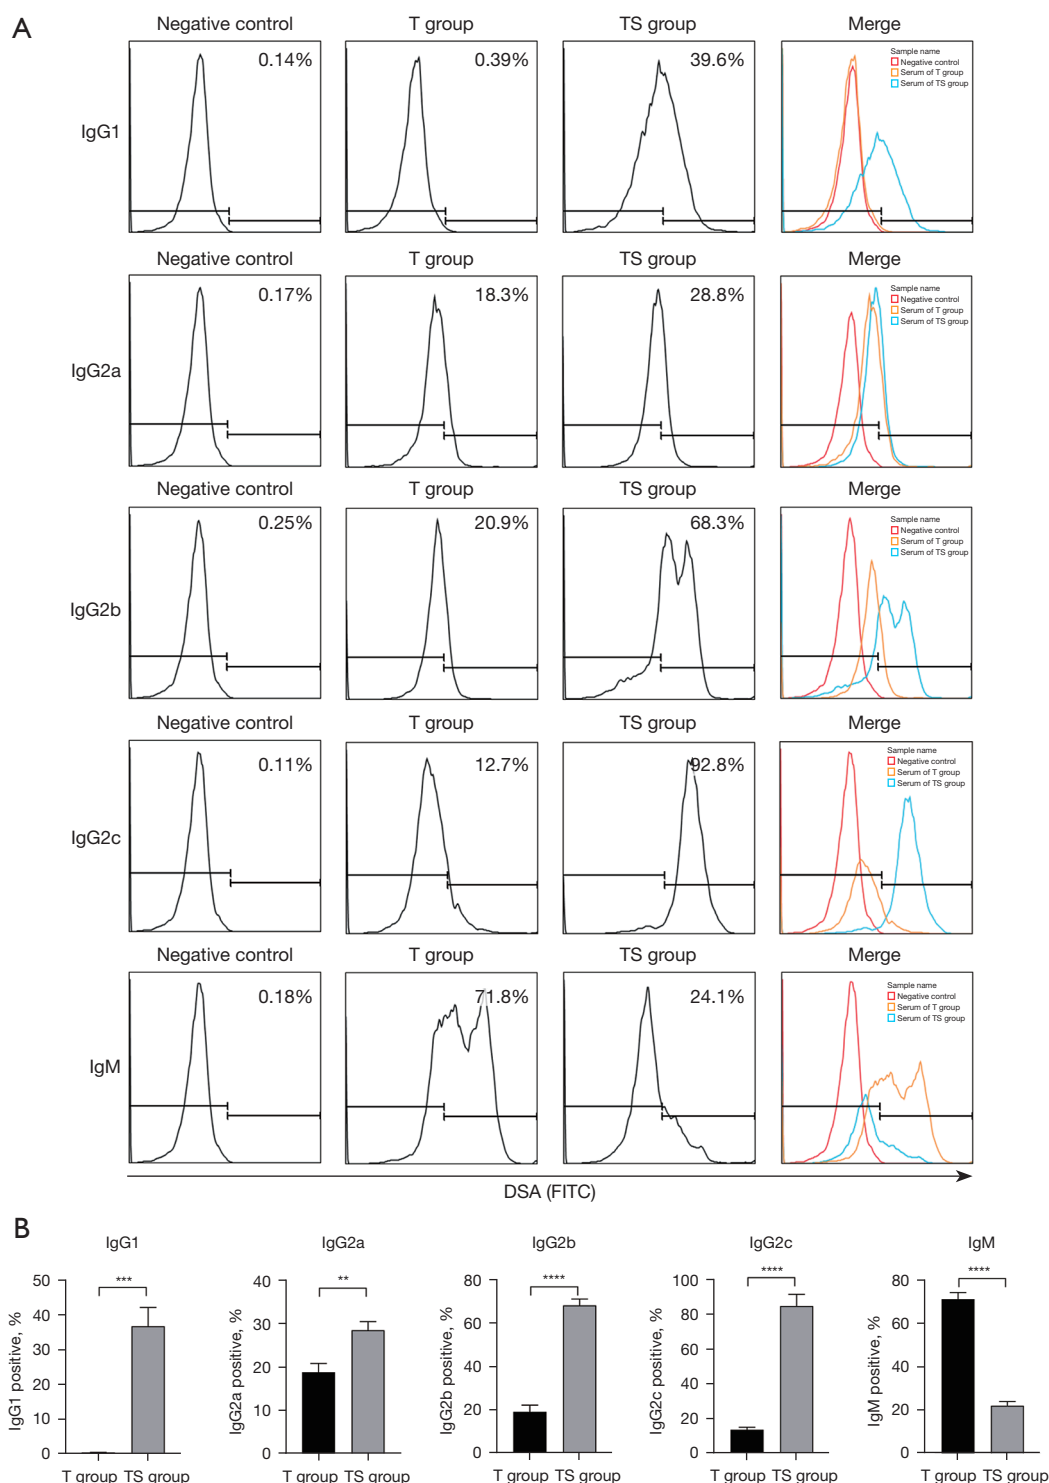 A
Negative control T group TS group Merge
IgG1
0.14% 0.39% 39.6%
Sample name
Negative control
Serum of T group
Serum of TS group
Negative control T group TS group Merge
IgG2a
0.17% 18.3% 28.8%
Sample name
Negative control
Serum of T group
Serum of TS group
Negative control T group TS group Merge
IgG2b
0.25% 20.9% 68.3%
Sample name
Negative control
Serum of T group
Serum of TS group
Negative control T group TS group Merge
IgG2c
0.11% 12.7% 92.8%
Sample name
Negative control
Serum of T group
Serum of TS group
Negative control T group TS group Merge
IgM
0.18% 71.8% 24.1%
Sample name
Negative control
Serum of T group
Serum of TS group
DSA (FITC)
B
IgG1
IgG1 positive, %
50
40
30
20
10
0
***
T group TS group
IgG2a
IgG2a positive, %
40
30
20
10
0
**
T group TS group
IgG2b
IgG2b positive, %
80
60
40
20
0
****
T group TS group
IgG2c
IgG2c positive, %
100
80
60
40
20
0
****
T group TS group
IgM
IgM positive, %
80
60
40
20
0
****
T group TS group